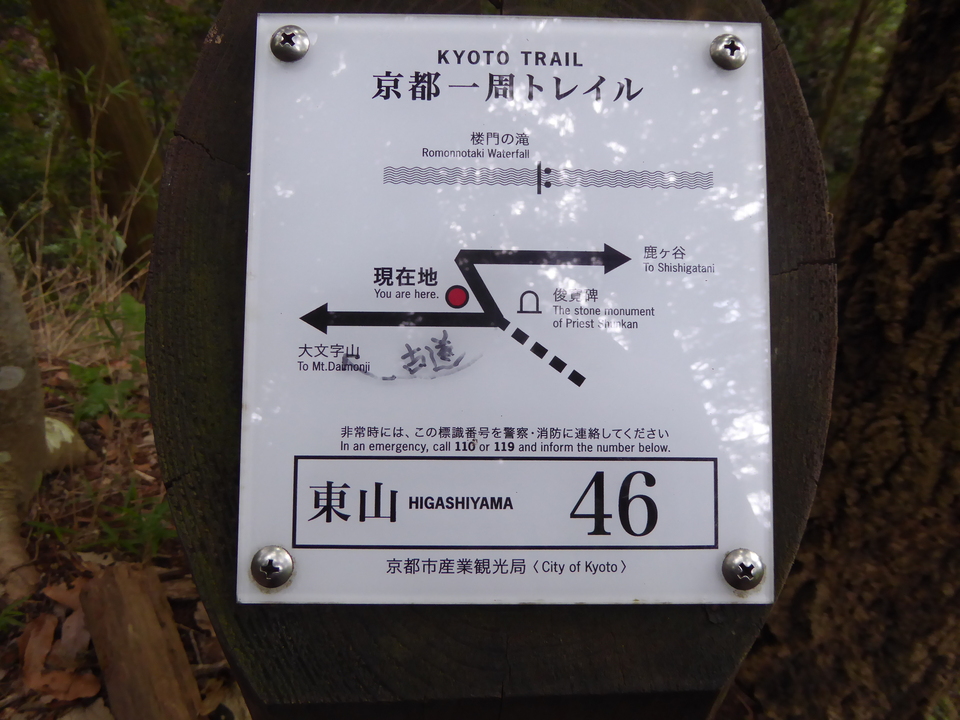 KYOTO TRAIL
京都一周トレイル
楼門の滝
Romonnotaki Waterfall
鹿ヶ谷
To Shishigatani
現在地
You are here.
俊寛碑
The stone monument
of Priest Shunkan
大文字山
To Mt.Daimonji
古道
非常時には、この標識番号を警察・消防に連絡してください
In an emergency, call 110 or 119 and inform the number below.
東山 HIGASHIYAMA 46
京都市産業観光局〈City of Kyoto〉